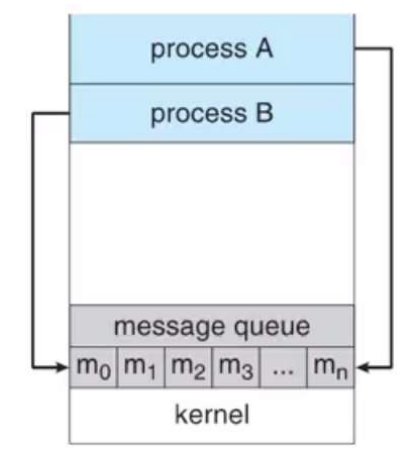 process A
process B
message queue
m₀ m₁ m₂ m₃ ... mₙ
kernel